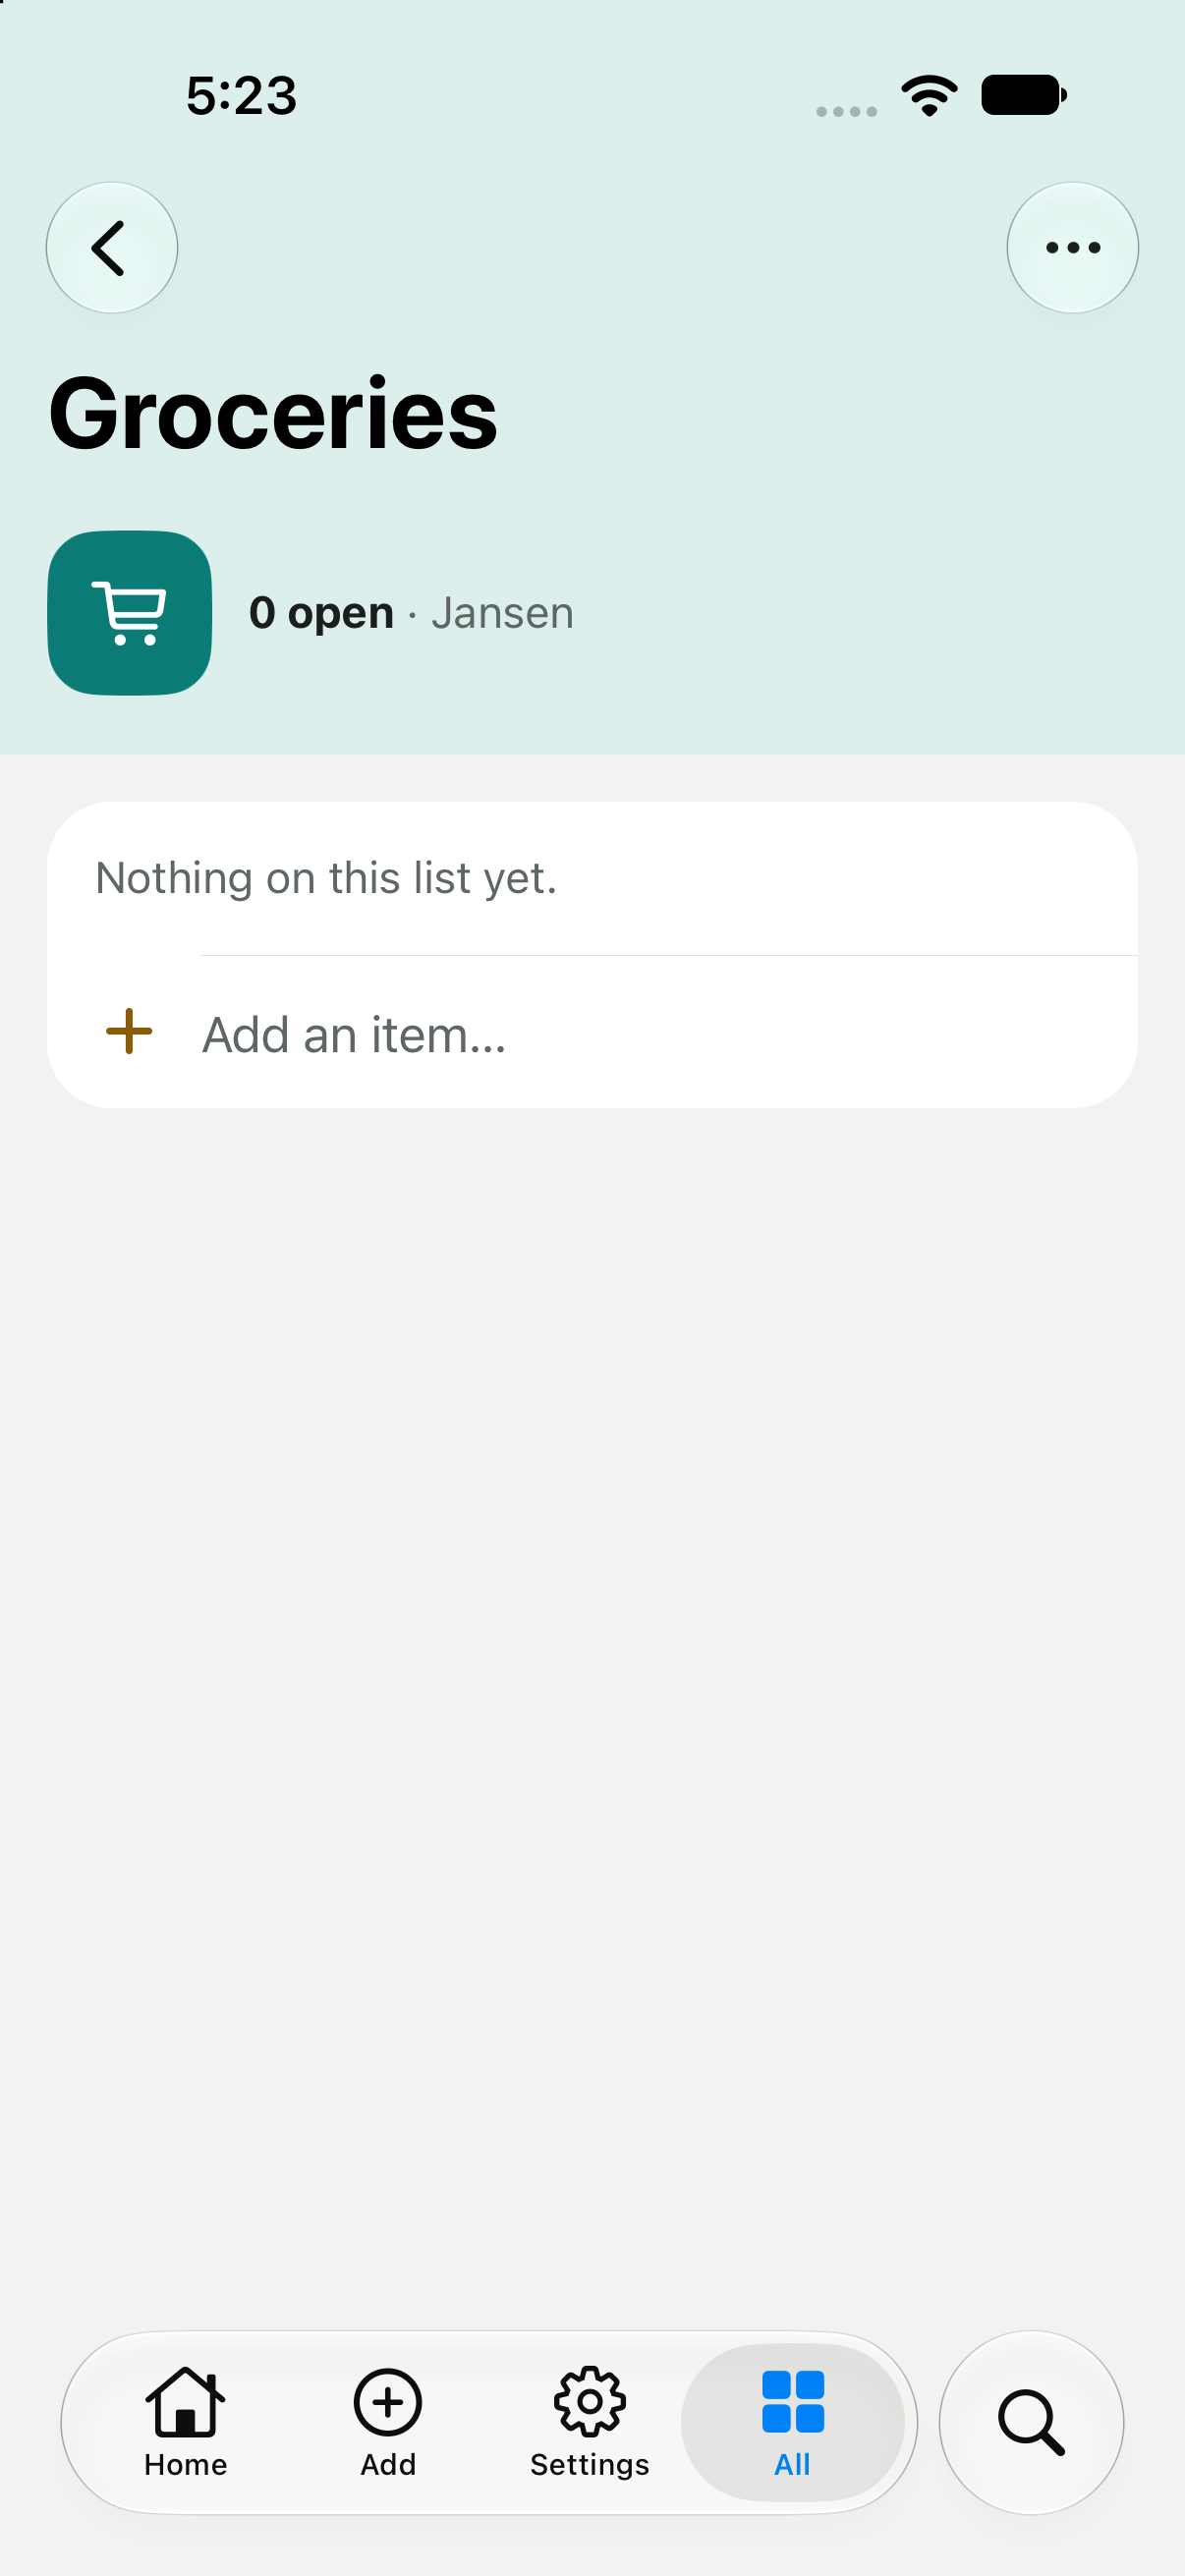 5:23
Groceries
0 open · Jansen
Nothing on this list yet.
Add an item...
Home
Add
Settings
All